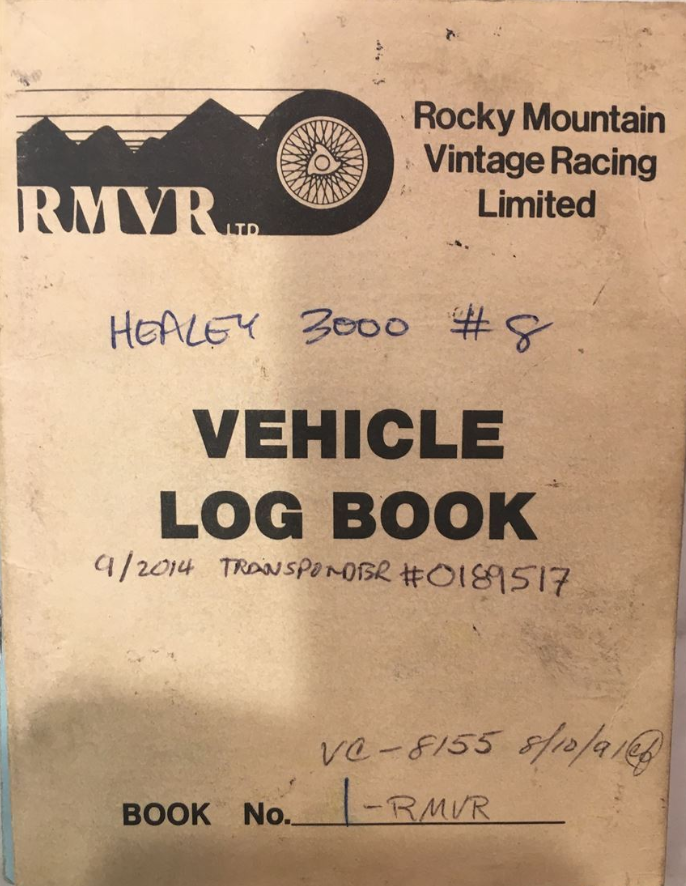 RMVR LTD
Rocky Mountain
Vintage Racing
Limited
HEALEY 3000 #8
VEHICLE
LOG BOOK
9/2014 TRANSPONDER #0189517
VC-8155 8/10/91
BOOK No. 1-RMVR